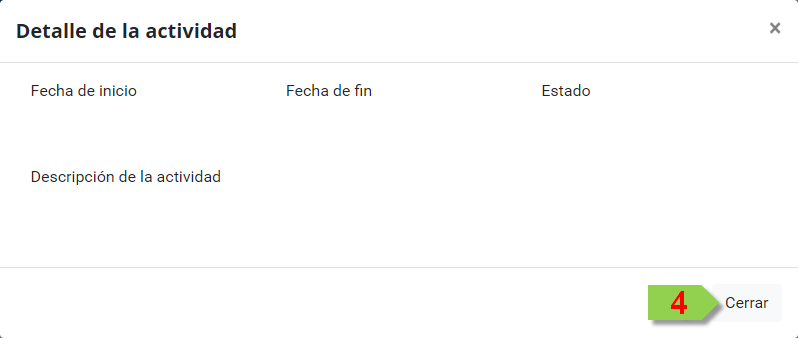 Detalle de la actividad ×
Fecha de inicio Fecha de fin Estado
Descripción de la actividad
4 Cerrar